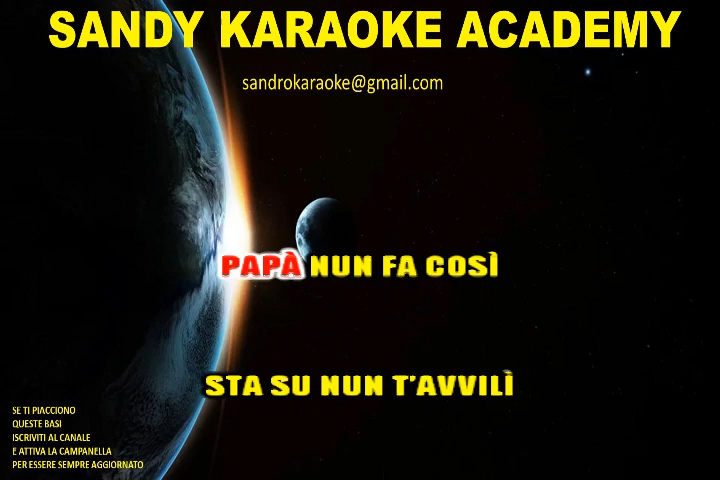 SANDY KARAOKE ACADEMY
sandrokaraoke@gmail.com
PAPÀ NUN FA COSÌ
STA SU NUN T'AVVILÌ
SE TI PIACCIONO
QUESTE BASI
ISCRIVITI AL CANALE
E ATTIVA LA CAMPANELLA
PER ESSERE SEMPRE AGGIORNATO